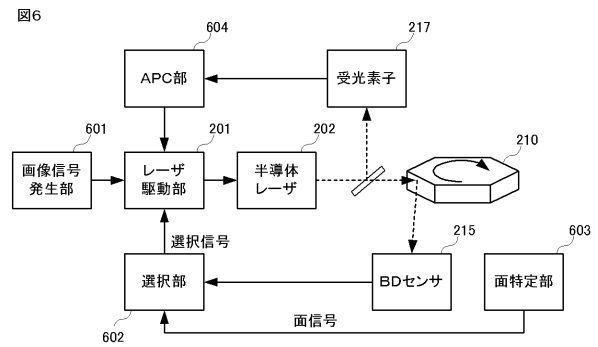 図6
604
217
APC部
受光素子
601
201
202
210
画像信号
発生部
レーザ
駆動部
半導体
レーザ
選択信号
215
603
選択部
BDセンサ
面特定部
602
面信号